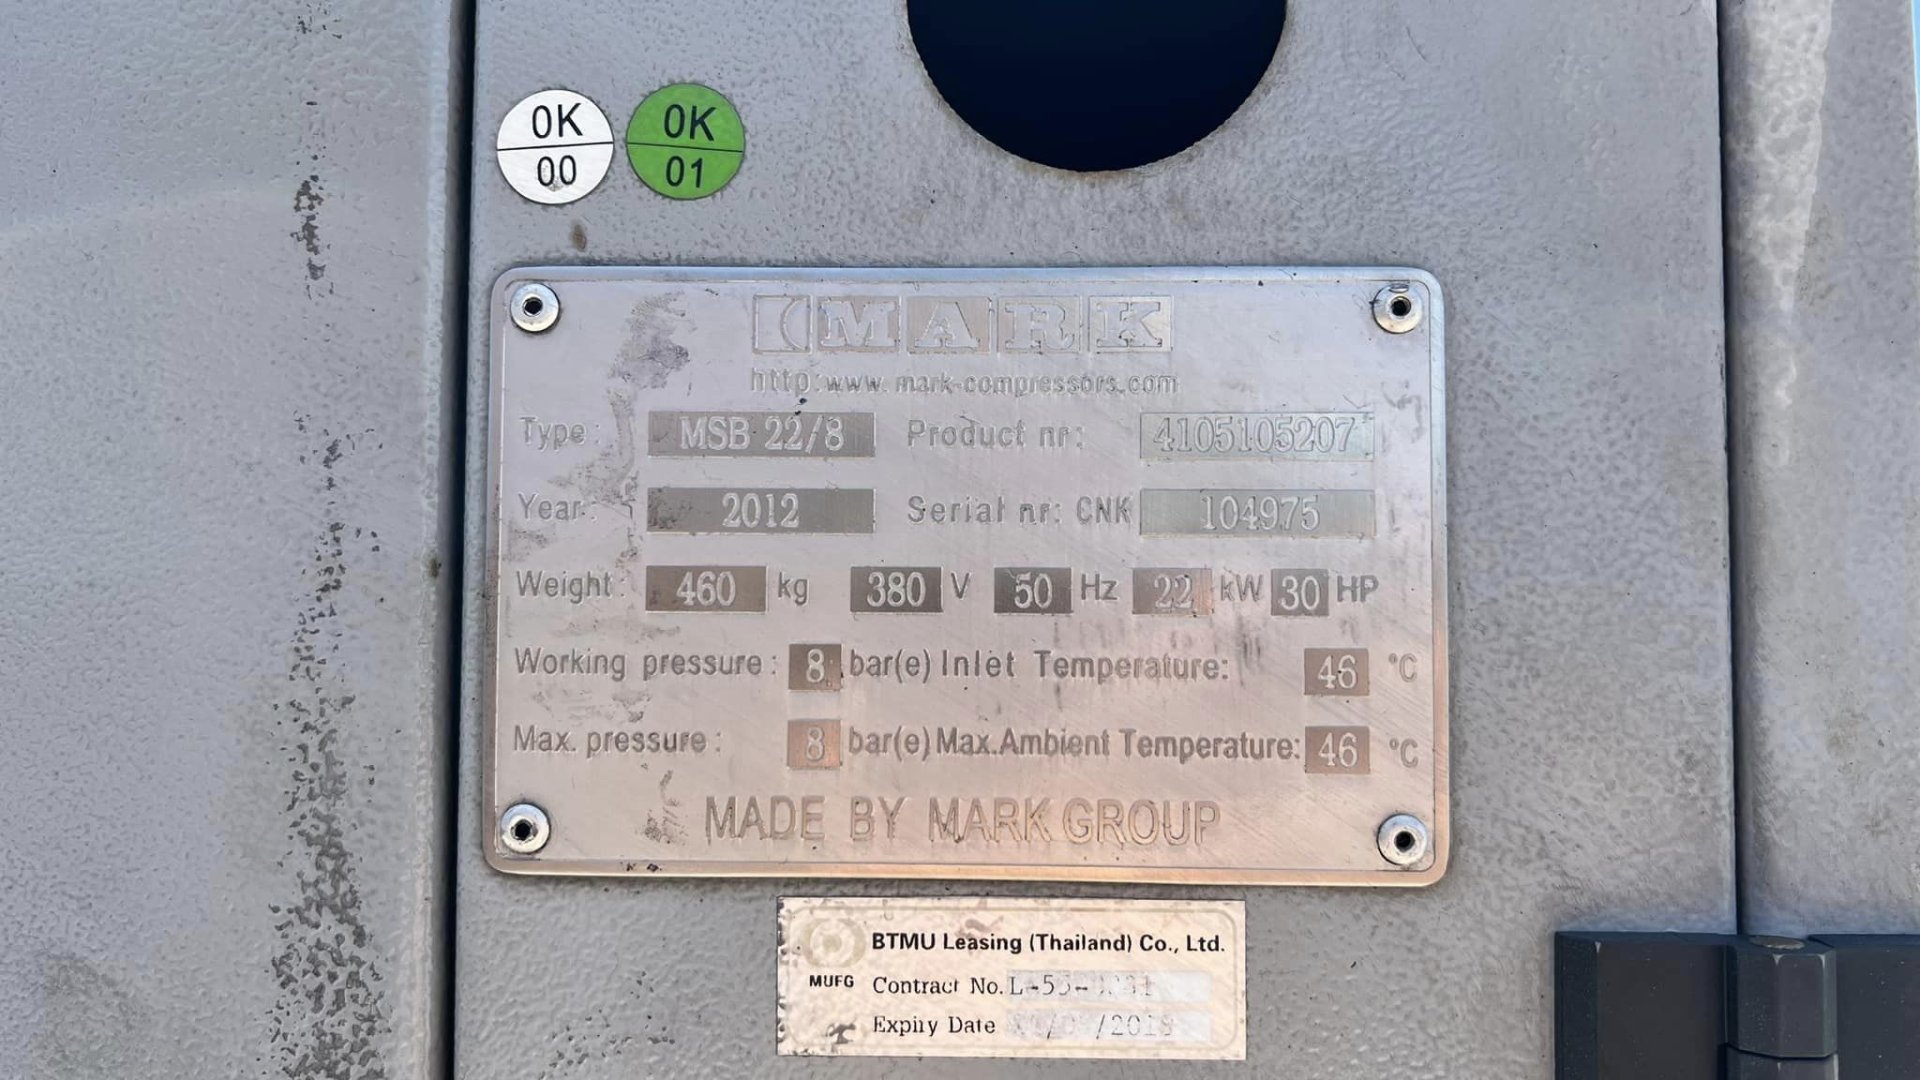 OK OK
00 01
MARK
http:www.mark-compressors.com
Type: MSB 22/8 Product nr: 4105105207
Year: 2012 Serial nr: CNK 104975
Weight: 460 kg 380 V 50 Hz 22 kW 30 HP
Working pressure: 8 bar(e) Inlet Temperature: 46 °C
Max. pressure: 8 bar(e) Max.Ambient Temperature: 46 °C
MADE BY MARK GROUP
BTMU Leasing (Thailand) Co., Ltd.
MUFG Contract No.
Expiry Date